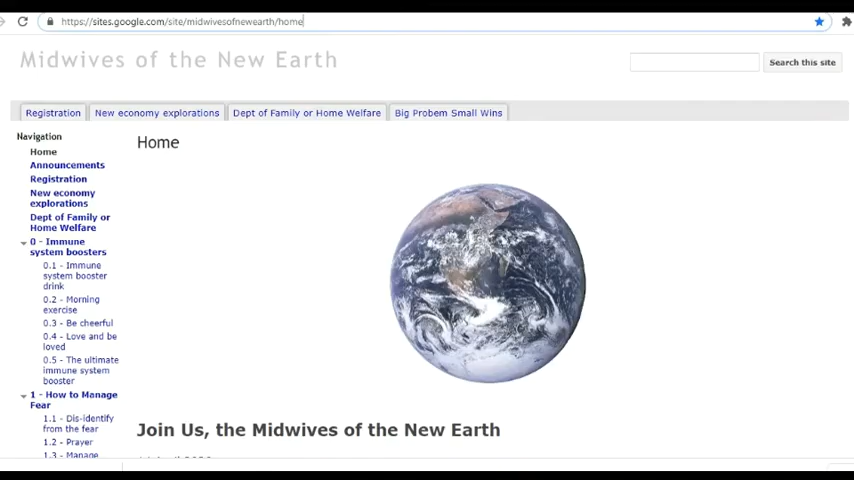 https://sites.google.com/site/midwivesofnewearth/home
Midwives of the New Earth
Search this site
Registration
New economy explorations
Dept of Family or Home Welfare
Big Probem Small Wins
Navigation
Home
Announcements
Registration
New economy
explorations
Dept of Family or
Home Welfare
0 - Immune
system boosters
0.1 - Immune
system booster
drink
0.2 - Morning
exercise
0.3 - Be cheerful
0.4 - Love and be
loved
0.5 - The ultimate
immune system
booster
1 - How to Manage
Fear
1.1 - Dis-identify
from the fear
1.2 - Prayer
1.3 - Manage
Home
Join Us, the Midwives of the New Earth